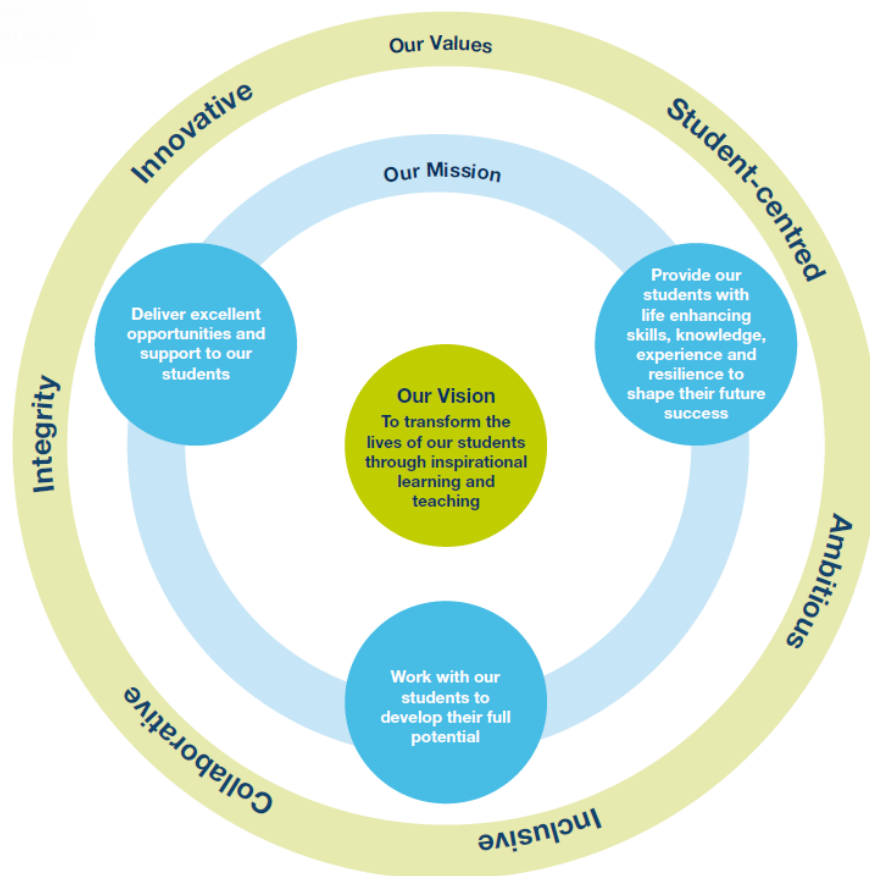 Our Values
Innovative
Student-centred
Our Mission
Deliver excellent
opportunities and
support to our
students
Provide our
students with
life enhancing
skills, knowledge,
experience and
resilience to
shape their future
success
Integrity
Our Vision
To transform the
lives of our students
through inspirational
learning and
teaching
Ambitious
Work with our
students to
develop their full
potential
Collaborative
Inclusive